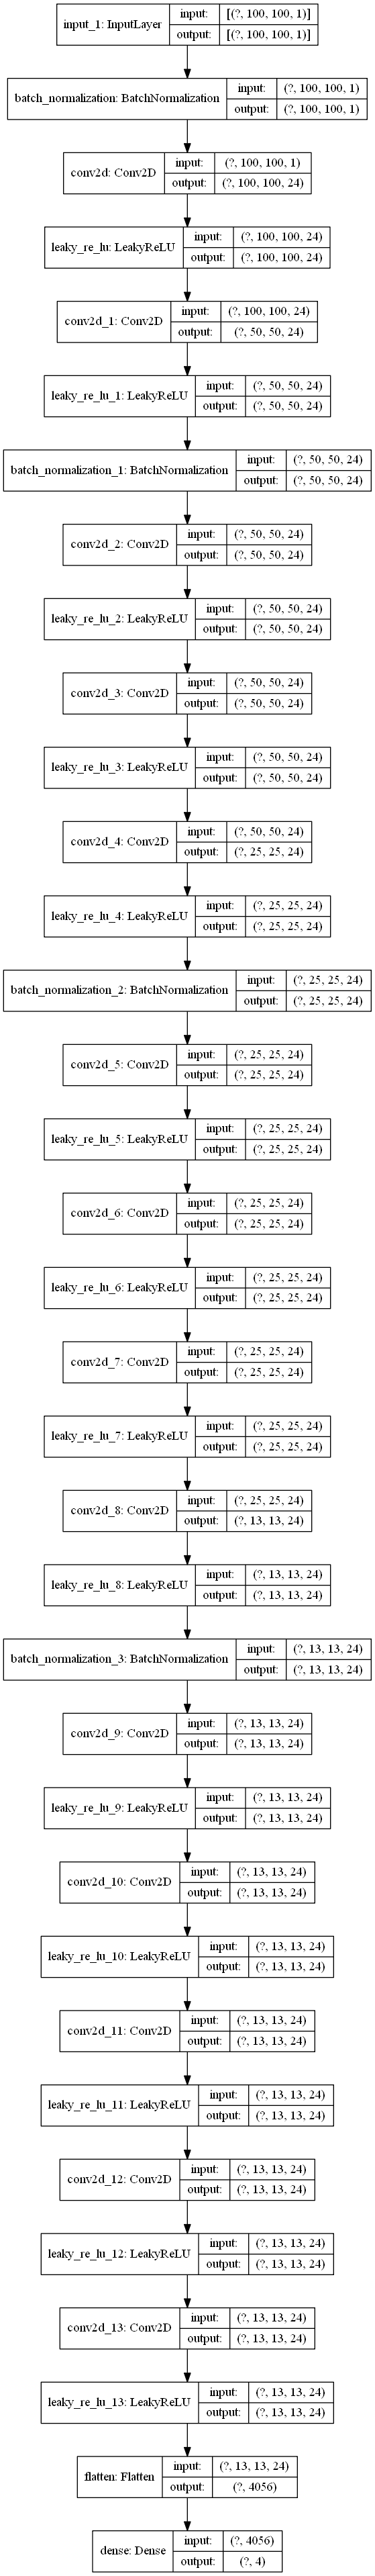 input_1: InputLayer input: [(?, 100, 100, 1)]
output: [(?, 100, 100, 1)]
batch_normalization: BatchNormalization input: (?, 100, 100, 1)
output: (?, 100, 100, 1)
conv2d: Conv2D input: (?, 100, 100, 1)
output: (?, 100, 100, 24)
leaky_re_lu: LeakyReLU input: (?, 100, 100, 24)
output: (?, 100, 100, 24)
conv2d_1: Conv2D input: (?, 100, 100, 24)
output: (?, 50, 50, 24)
leaky_re_lu_1: LeakyReLU input: (?, 50, 50, 24)
output: (?, 50, 50, 24)
batch_normalization_1: BatchNormalization input: (?, 50, 50, 24)
output: (?, 50, 50, 24)
conv2d_2: Conv2D input: (?, 50, 50, 24)
output: (?, 50, 50, 24)
leaky_re_lu_2: LeakyReLU input: (?, 50, 50, 24)
output: (?, 50, 50, 24)
conv2d_3: Conv2D input: (?, 50, 50, 24)
output: (?, 50, 50, 24)
leaky_re_lu_3: LeakyReLU input: (?, 50, 50, 24)
output: (?, 50, 50, 24)
conv2d_4: Conv2D input: (?, 50, 50, 24)
output: (?, 25, 25, 24)
leaky_re_lu_4: LeakyReLU input: (?, 25, 25, 24)
output: (?, 25, 25, 24)
batch_normalization_2: BatchNormalization input: (?, 25, 25, 24)
output: (?, 25, 25, 24)
conv2d_5: Conv2D input: (?, 25, 25, 24)
output: (?, 25, 25, 24)
leaky_re_lu_5: LeakyReLU input: (?, 25, 25, 24)
output: (?, 25, 25, 24)
conv2d_6: Conv2D input: (?, 25, 25, 24)
output: (?, 25, 25, 24)
leaky_re_lu_6: LeakyReLU input: (?, 25, 25, 24)
output: (?, 25, 25, 24)
conv2d_7: Conv2D input: (?, 25, 25, 24)
output: (?, 25, 25, 24)
leaky_re_lu_7: LeakyReLU input: (?, 25, 25, 24)
output: (?, 25, 25, 24)
conv2d_8: Conv2D input: (?, 25, 25, 24)
output: (?, 13, 13, 24)
leaky_re_lu_8: LeakyReLU input: (?, 13, 13, 24)
output: (?, 13, 13, 24)
batch_normalization_3: BatchNormalization input: (?, 13, 13, 24)
output: (?, 13, 13, 24)
conv2d_9: Conv2D input: (?, 13, 13, 24)
output: (?, 13, 13, 24)
leaky_re_lu_9: LeakyReLU input: (?, 13, 13, 24)
output: (?, 13, 13, 24)
conv2d_10: Conv2D input: (?, 13, 13, 24)
output: (?, 13, 13, 24)
leaky_re_lu_10: LeakyReLU input: (?, 13, 13, 24)
output: (?, 13, 13, 24)
conv2d_11: Conv2D input: (?, 13, 13, 24)
output: (?, 13, 13, 24)
leaky_re_lu_11: LeakyReLU input: (?, 13, 13, 24)
output: (?, 13, 13, 24)
conv2d_12: Conv2D input: (?, 13, 13, 24)
output: (?, 13, 13, 24)
leaky_re_lu_12: LeakyReLU input: (?, 13, 13, 24)
output: (?, 13, 13, 24)
conv2d_13: Conv2D input: (?, 13, 13, 24)
output: (?, 13, 13, 24)
leaky_re_lu_13: LeakyReLU input: (?, 13, 13, 24)
output: (?, 13, 13, 24)
flatten: Flatten input: (?, 13, 13, 24)
output: (?, 4056)
dense: Dense input: (?, 4056)
output: (?, 4)